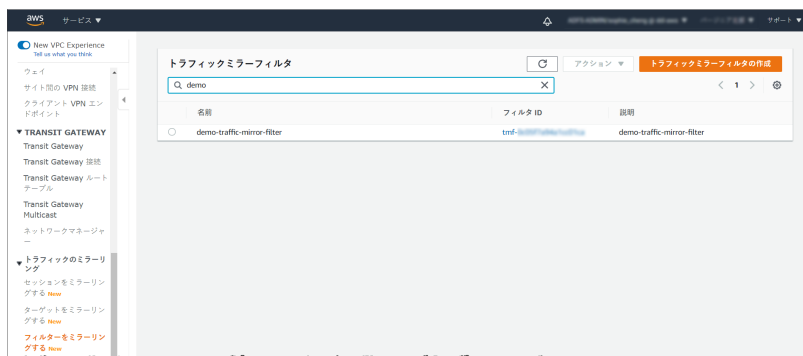 aws サービス ▼
サポート ▼
New VPC Experience
Tell us what you think
ウェイ
サイト間の VPN 接続
クライアント VPN エン
ドポイント
▼ TRANSIT GATEWAY
Transit Gateway
Transit Gateway 接続
Transit Gateway ルート
テーブル
Transit Gateway
Multicast
ネットワークマネージャ
ー
▼ トラフィックのミラーリ
ング
セッションをミラーリン
グする New
ターゲットをミラーリン
グする New
フィルターをミラーリン
グする New
トラフィックミラーフィルタ
アクション ▼
トラフィックミラーフィルタの作成
demo
< 1 >
名前 フィルタ ID 説明
demo-traffic-mirror-filter tmf- demo-traffic-mirror-filter